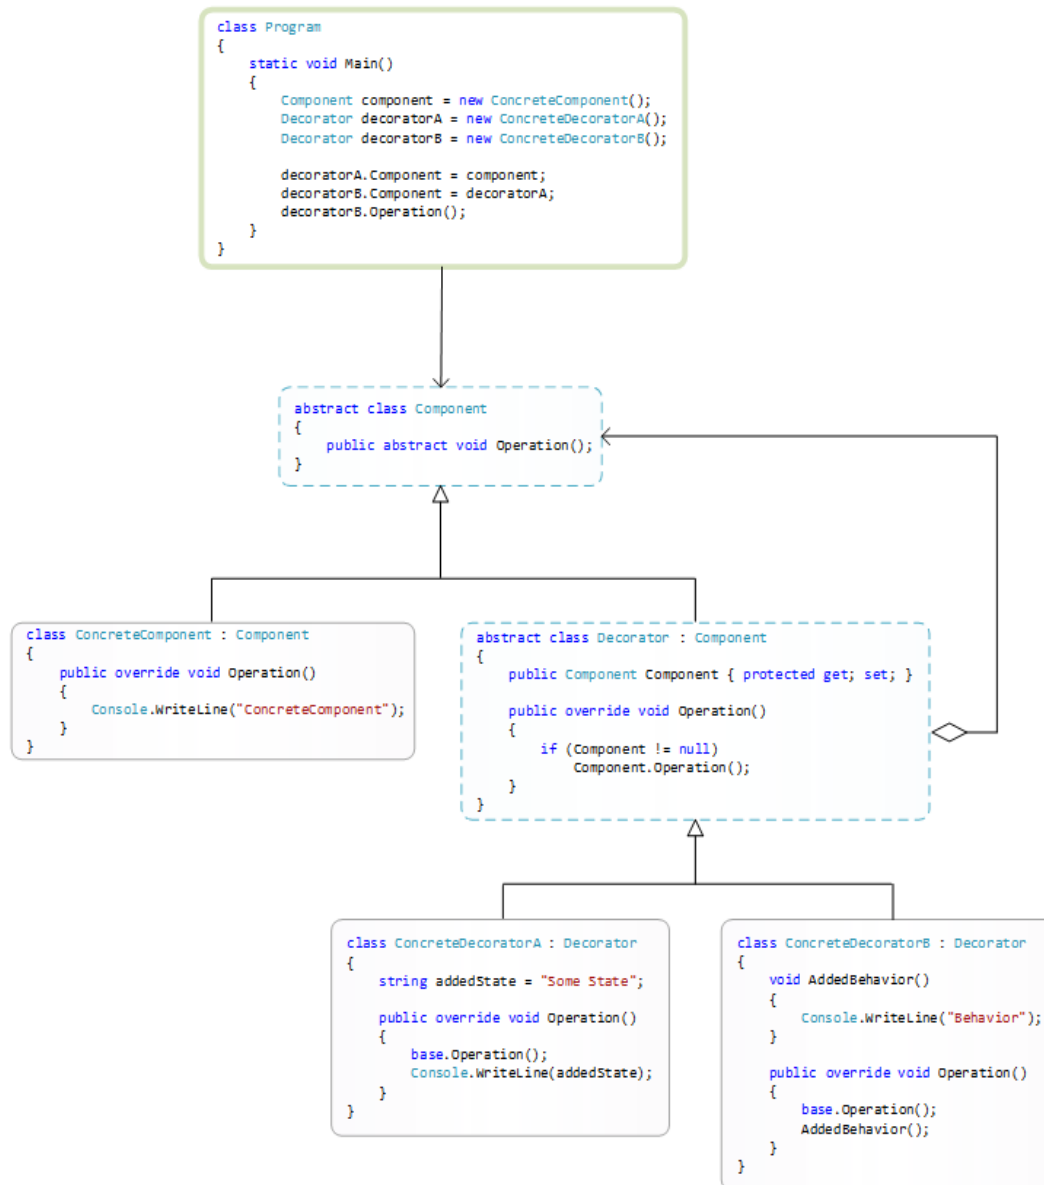 class Program
{
    static void Main()
    {
        Component component = new ConcreteComponent();
        Decorator decoratorA = new ConcreteDecoratorA();
        Decorator decoratorB = new ConcreteDecoratorB();

        decoratorA.Component = component;
        decoratorB.Component = decoratorA;
        decoratorB.Operation();
    }
}
abstract class Component
{
    public abstract void Operation();
}
class ConcreteComponent : Component
{
    public override void Operation()
    {
        Console.WriteLine("ConcreteComponent");
    }
}
abstract class Decorator : Component
{
    public Component Component { protected get; set; }

    public override void Operation()
    {
        if (Component != null)
            Component.Operation();
    }
}
class ConcreteDecoratorA : Decorator
{
    string addedState = "Some State";

    public override void Operation()
    {
        base.Operation();
        Console.WriteLine(addedState);
    }
}
class ConcreteDecoratorB : Decorator
{
    void AddedBehavior()
    {
        Console.WriteLine("Behavior");
    }

    public override void Operation()
    {
        base.Operation();
        AddedBehavior();
    }
}